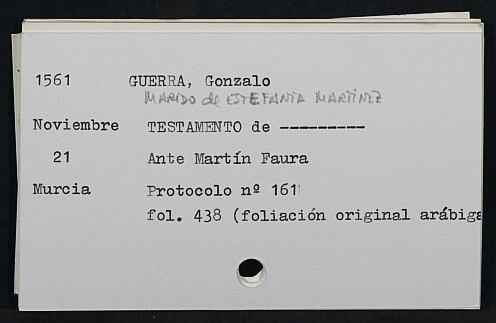 1561 GUERRA, Gonzalo
MARIDO de ESTEFANIA MARTINEZ
Noviembre TESTAMENTO de ---------
21 Ante Martín Faura
Murcia Protocolo nº 161
fol. 438 (foliación original arábiga